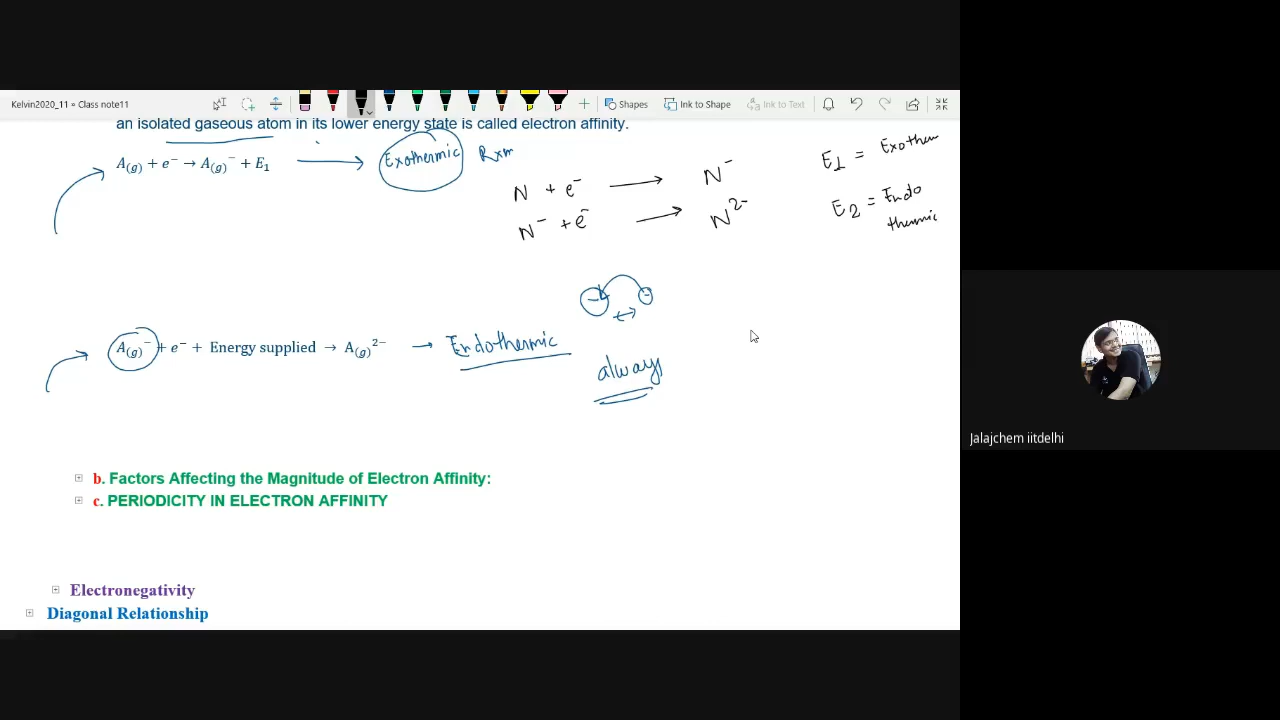 Kelvin2020_11 » Class note11
Shapes
Ink to Shape
Ink to Text
an isolated gaseous atom in its lower energy state is called electron affinity.
A(g) + e⁻ → A(g)⁻ + E₁ ⟶ Exothermic Rxn
N + e⁻ ⟶ N⁻
N⁻ + e⁻ ⟶ N²⁻
E₁ = Exother
E₂ = Endo
thermic
A(g)⁻ + e⁻ + Energy supplied → A(g)²⁻ → Endothermic
always
b. Factors Affecting the Magnitude of Electron Affinity:
c. PERIODICITY IN ELECTRON AFFINITY
Electronegativity
Diagonal Relationship
Jalajchem iitdelhi